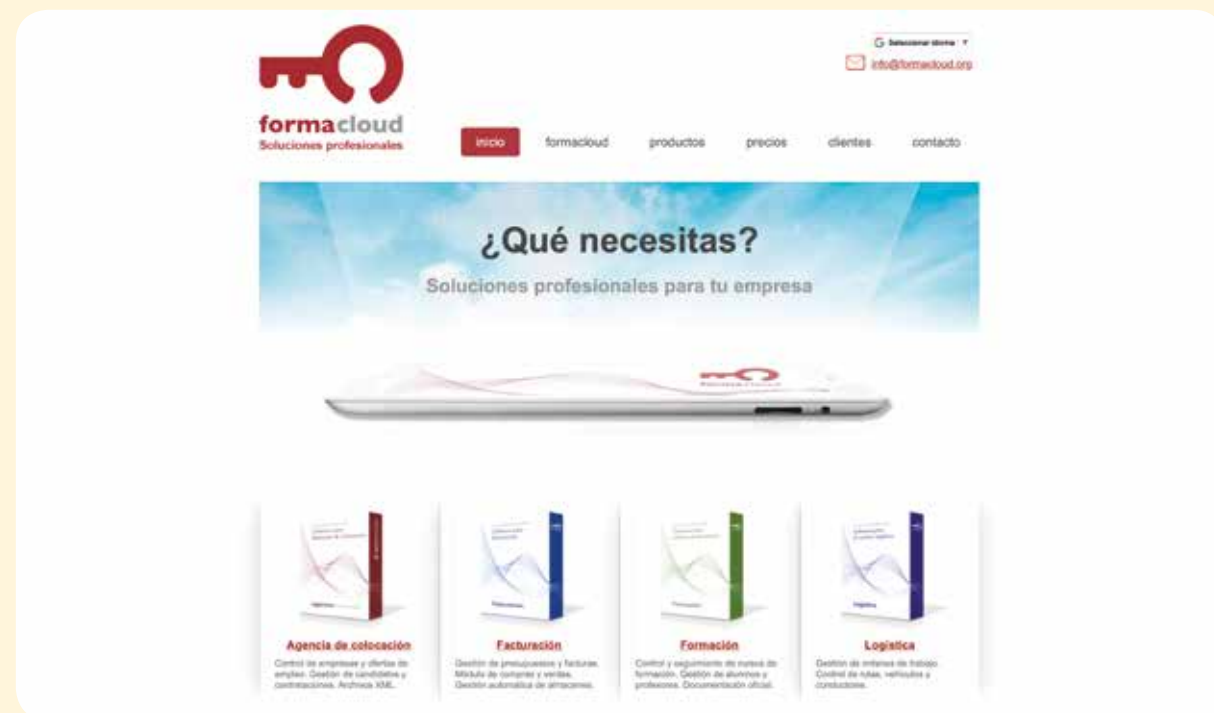 Seleccionar idioma
info@formacloud.org
formacloud
Soluciones profesionales
inicio formacloud productos precios clientes contacto
¿Qué necesitas?
Soluciones profesionales para tu empresa
formacloud
Agencia de colocación
Control de empresas y ofertas de
empleo. Gestión de candidatos y
contrataciones. Archivos XML.
Facturación
Gestión de presupuestos y facturas.
Módulo de compras y ventas.
Gestión automática de almacenes.
Formación
Control y seguimiento de cursos de
formación. Gestión de alumnos y
profesores. Documentación oficial.
Logística
Gestión de órdenes de trabajo.
Control de rutas, vehículos y
conductores.